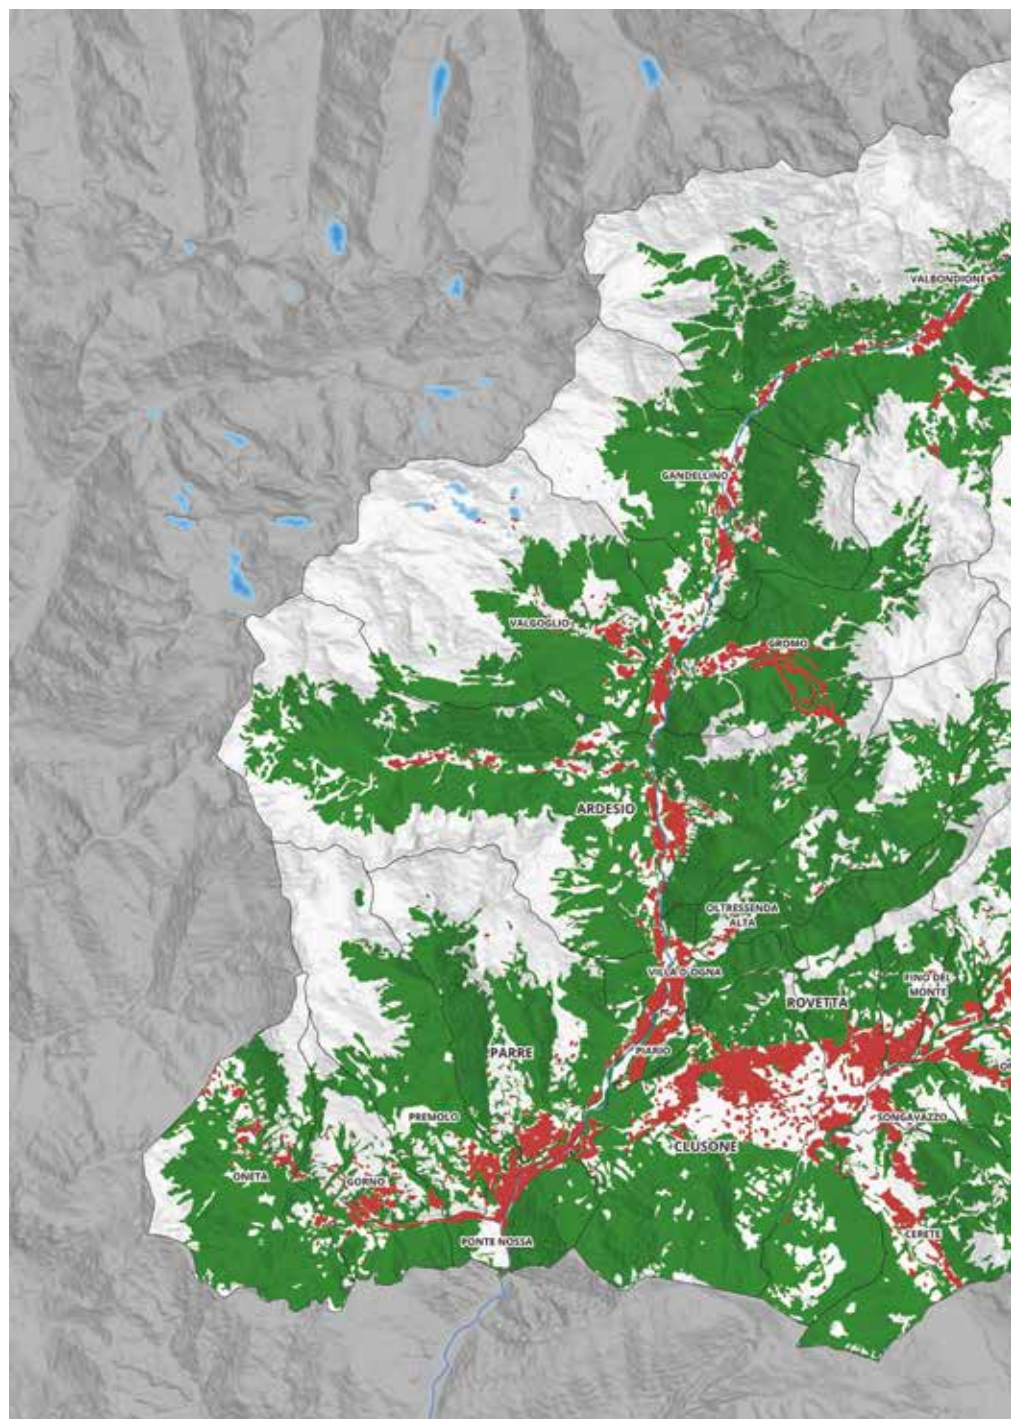 VALBONDIONE
GANDELLINO
VALGOGLIO
GROMO
ARDESIO
OLTRESSENDA
ALTA
VILLA D'OGNA
FINO DEL
MONTE
ROVETTA
PIARIO
PARRE
PREMOLO
SONGAVAZZO
CLUSONE
ONETA
GORNO
CERETE
PONTE NOSSA